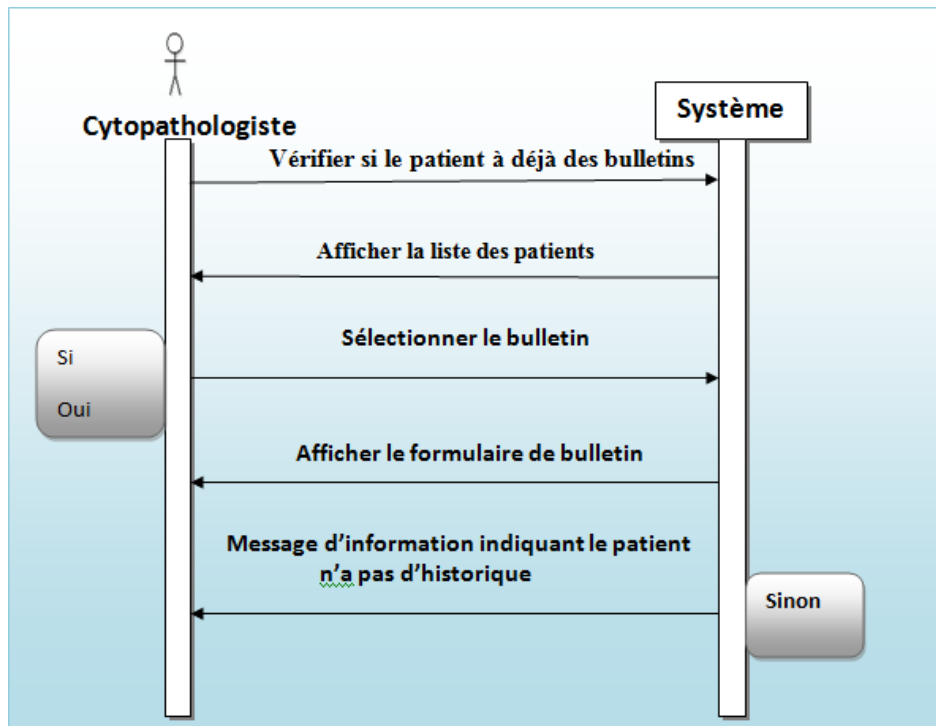 Cytopathologiste
Système
Vérifier si le patient à déjà des bulletins
Afficher la liste des patients
Sélectionner le bulletin
Si
Oui
Afficher le formulaire de bulletin
Message d'information indiquant le patient
n'a pas d'historique
Sinon